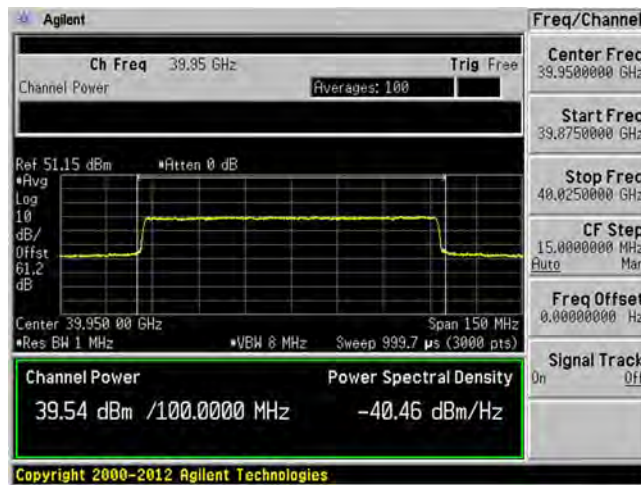 Agilent
Freq/Channel
Ch Freq 39.95 GHz Trig Free
Channel Power Averages: 100
Center Freq
39.9500000 GHz
Start Freq
39.8750000 GHz
Stop Freq
40.0250000 GHz
CF Step
15.0000000 MHz
Auto Man
Freq Offset
0.00000000 Hz
Signal Track
On Off
Ref 51.15 dBm *Atten 0 dB
*Avg
Log
10
dB/
Offst
61.2
dB
Center 39.950 00 GHz Span 150 MHz
*Res BW 1 MHz *VBW 8 MHz Sweep 999.7 µs (3000 pts)
Channel Power Power Spectral Density
39.54 dBm /100.0000 MHz -40.46 dBm/Hz
Copyright 2000-2012 Agilent Technologies